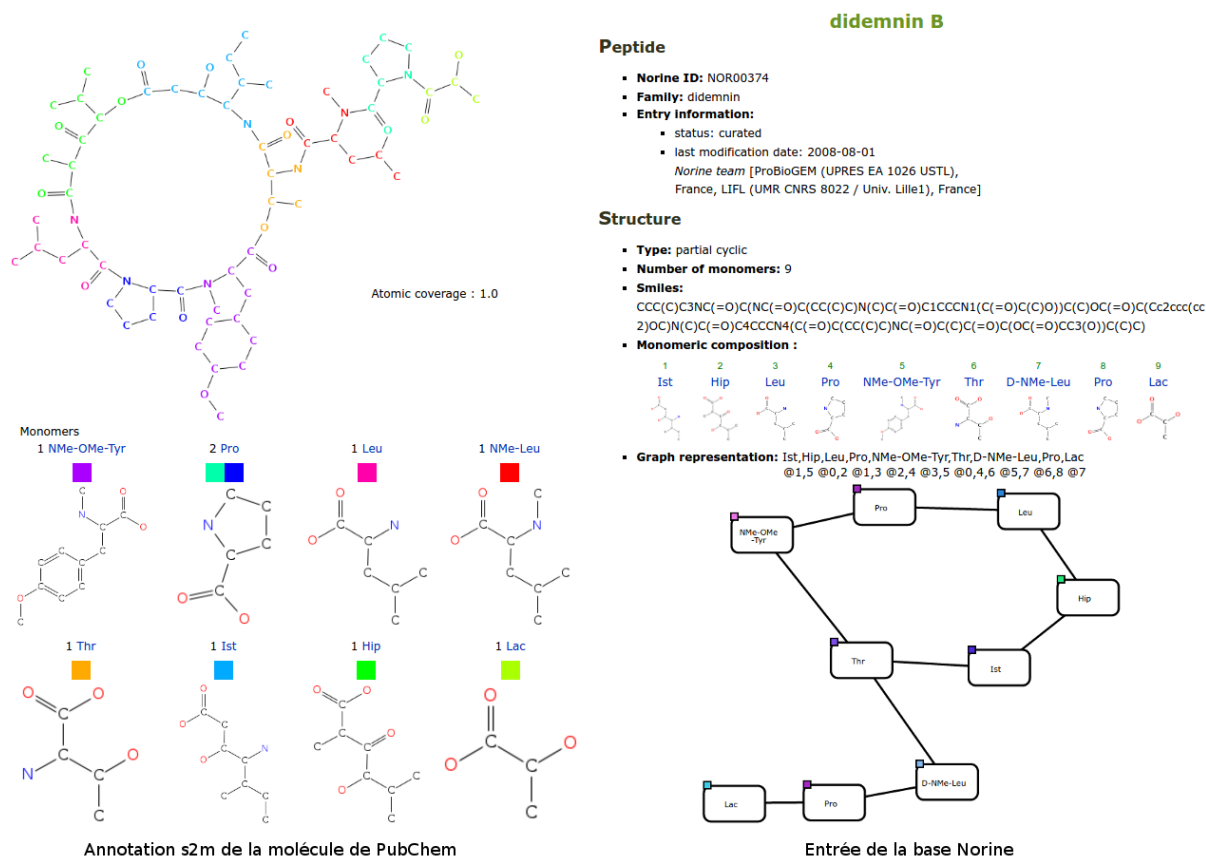 didemnin B
Peptide
Norine ID: NOR00374
Family: didemnin
Entry information:
status: curated
last modification date: 2008-08-01
Norine team [ProBioGEM (UPRES EA 1026 USTL),
France, LIFL (UMR CNRS 8022 / Univ. Lille1), France]
Structure
Type: partial cyclic
Number of monomers: 9
Smiles:
CCC(C)C3NC(=O)C(NC(=O)C(CC(C)C)N(C)C(=O)C1CCCN1(C(=O)C(C)O))C(C)OC(=O)C(Cc2ccc(cc
2)OC)N(C)C(=O)C4CCCN4(C(=O)C(CC(C)C)NC(=O)C(C)C(=O)C(OC(=O)CC3(O))C(C)C)
Monomeric composition :
1 2 3 4 5 6 7 8 9
Ist Hip Leu Pro NMe-OMe-Tyr Thr D-NMe-Leu Pro Lac
Graph representation: Ist,Hip,Leu,Pro,NMe-OMe-Tyr,Thr,D-NMe-Leu,Pro,Lac
@1,5 @0,2 @1,3 @2,4 @3,5 @0,4,6 @5,7 @6,8 @7
Pro
Leu
NMe-OMe
-Tyr
Hip
Thr
Ist
D-NMe-Leu
Lac
Pro
Entrée de la base Norine
Atomic coverage : 1.0
Monomers
1 NMe-OMe-Tyr
2 Pro
1 Leu
1 NMe-Leu
1 Thr
1 Ist
1 Hip
1 Lac
Annotation s2m de la molécule de PubChem